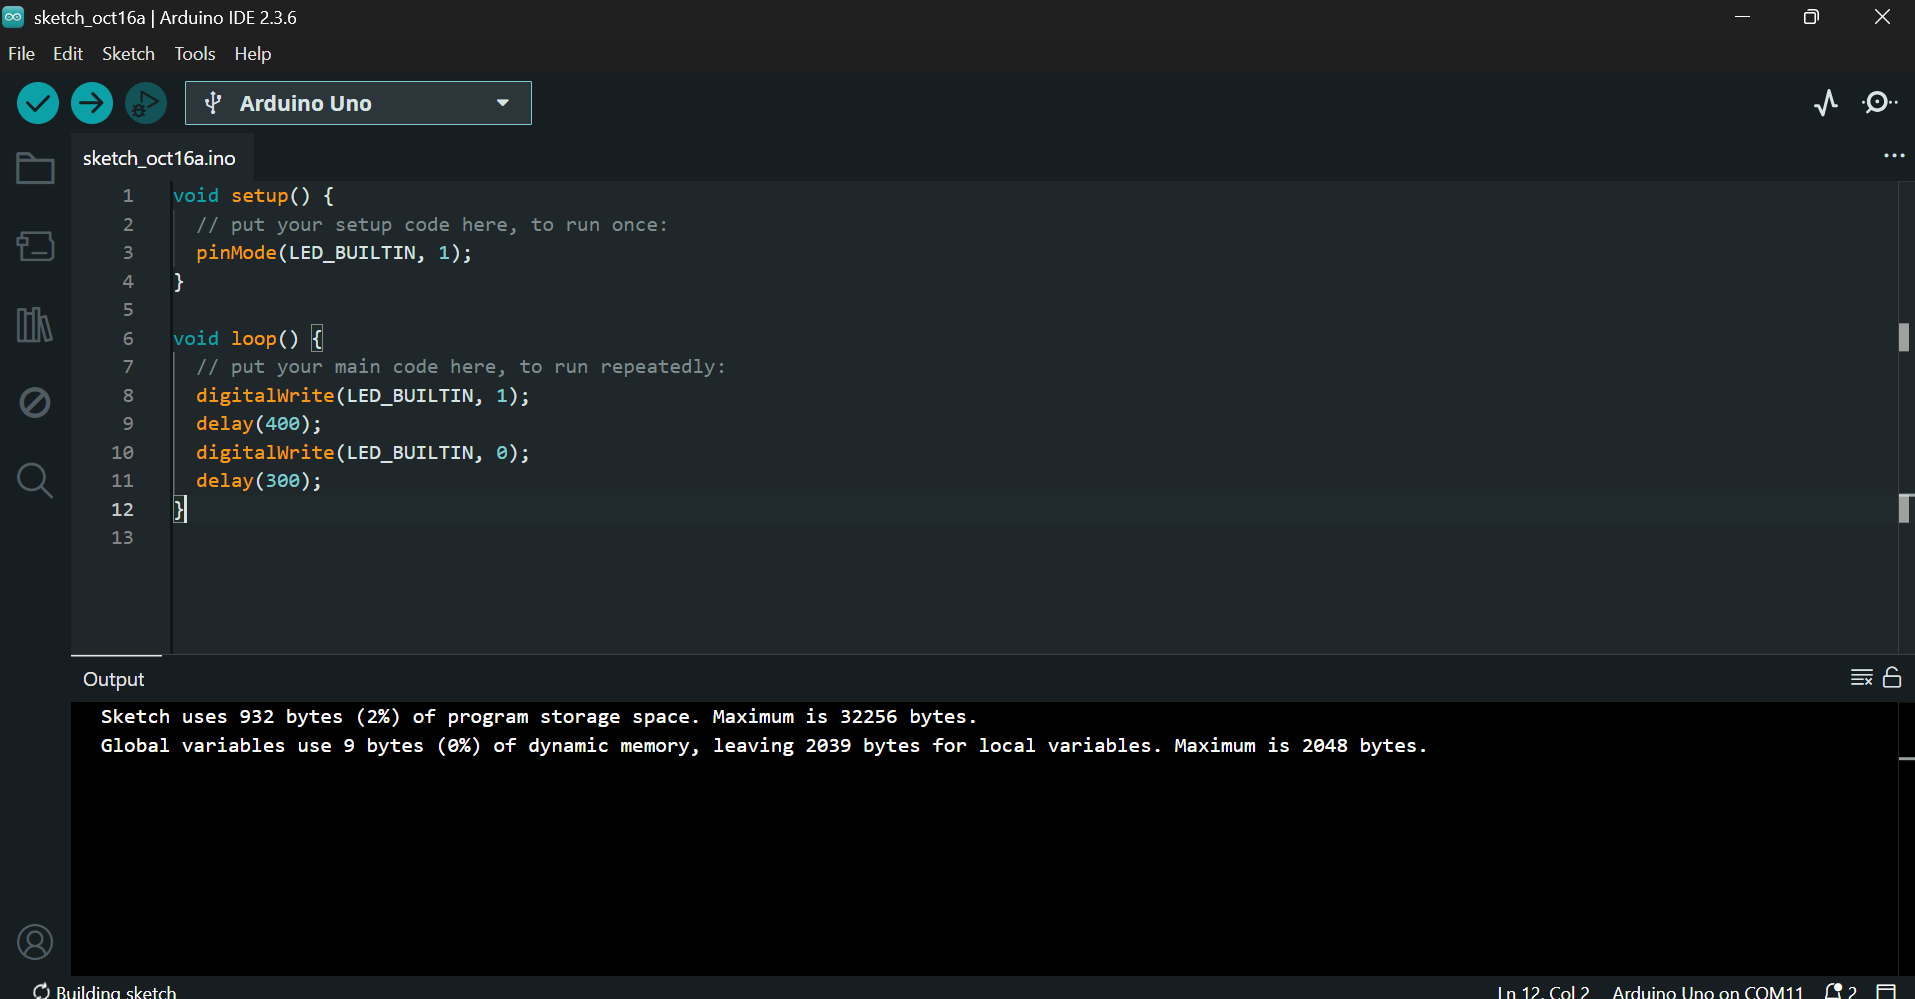 sketch_oct16a | Arduino IDE 2.3.6
File Edit Sketch Tools Help
Arduino Uno
sketch_oct16a.ino
1 void setup() {
2 // put your setup code here, to run once:
3 pinMode(LED_BUILTIN, 1);
4 }
5
6 void loop() {
7 // put your main code here, to run repeatedly:
8 digitalWrite(LED_BUILTIN, 1);
9 delay(400);
10 digitalWrite(LED_BUILTIN, 0);
11 delay(300);
12 }
13
Output
Sketch uses 932 bytes (2%) of program storage space. Maximum is 32256 bytes.
Global variables use 9 bytes (0%) of dynamic memory, leaving 2039 bytes for local variables. Maximum is 2048 bytes.
Building sketch Ln 12, Col 2 Arduino Uno on COM11 2